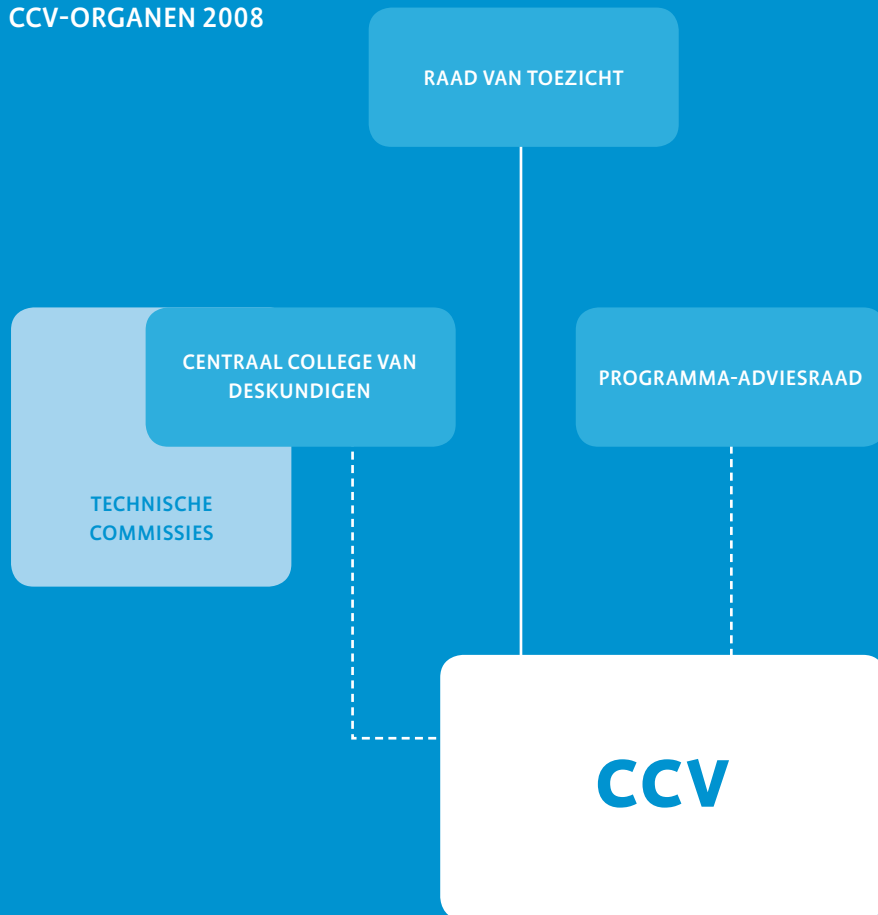 CCV-ORGANEN 2008
RAAD VAN TOEZICHT
CENTRAAL COLLEGE VAN
DESKUNDIGEN
PROGRAMMA-ADVIESRAAD
TECHNISCHE
COMMISSIES
CCV